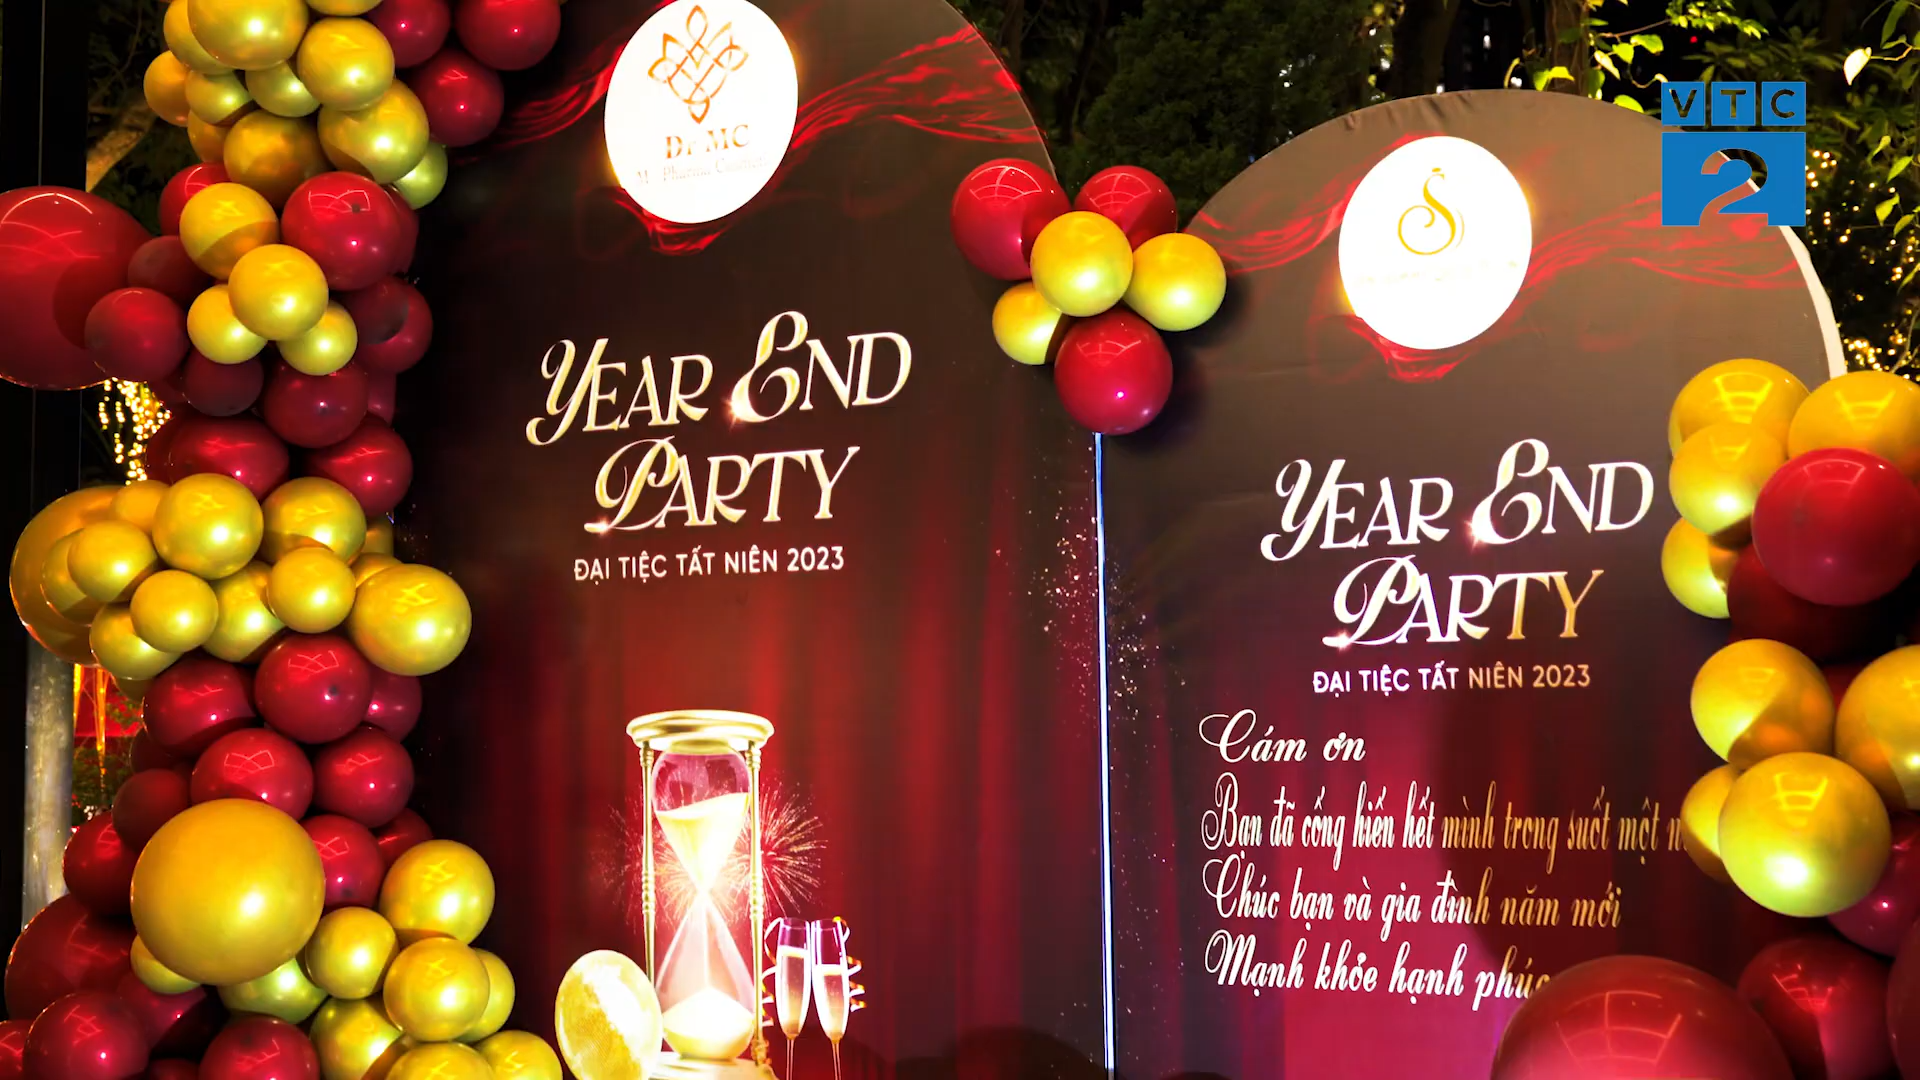 Dr MC
YEAR END
PARTY
ĐẠI TIỆC TẤT NIÊN 2023
VTC
2
S
YEAR END
PARTY
ĐẠI TIỆC TẤT NIÊN 2023
Cám ơn
Bạn đã cống hiến hết mình trong suốt một
Chúc bạn và gia đình năm mới
Mạnh khỏe hạnh phúc